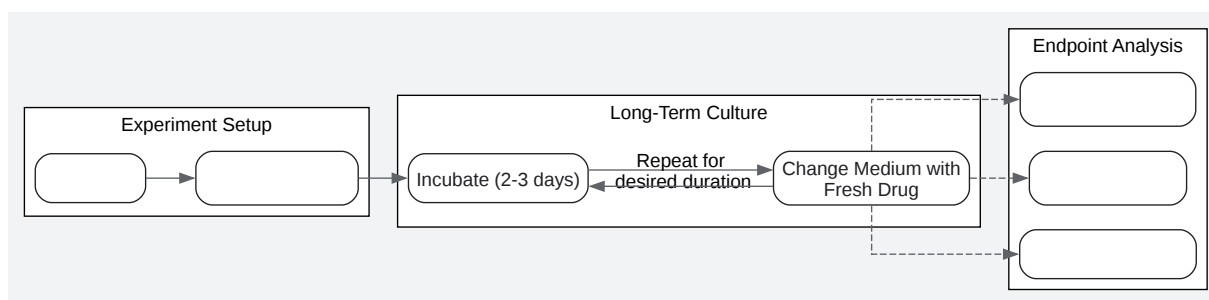 Experiment Setup
Long-Term Culture
Incubate (2-3 days)
Repeat for
desired duration
Change Medium with
Fresh Drug
Endpoint Analysis